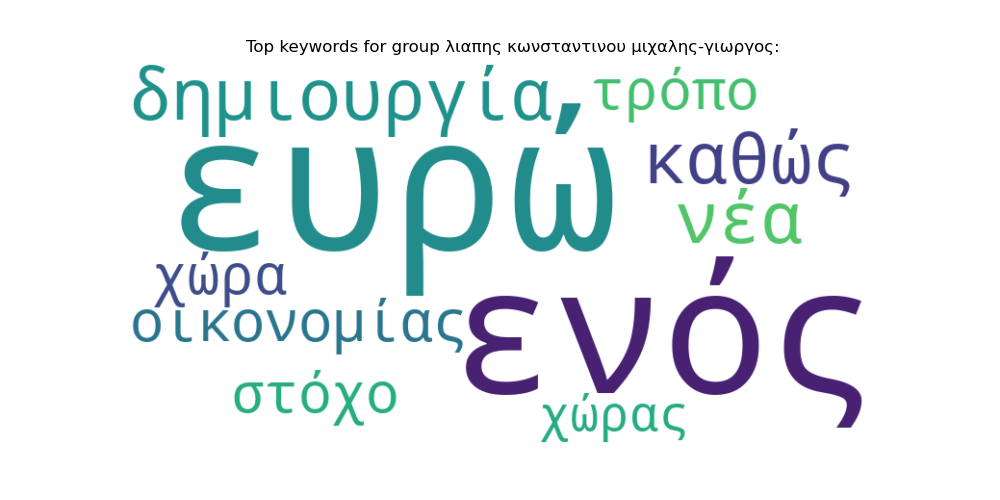 Top keywords for group λιαπης κωνσταντινου μιχαλης-γιωργος:
δημιουργία
τρόπο
ευρώ
καθώς
νέα
χώρα
οικονομίας
ενός
στόχο
χώρας